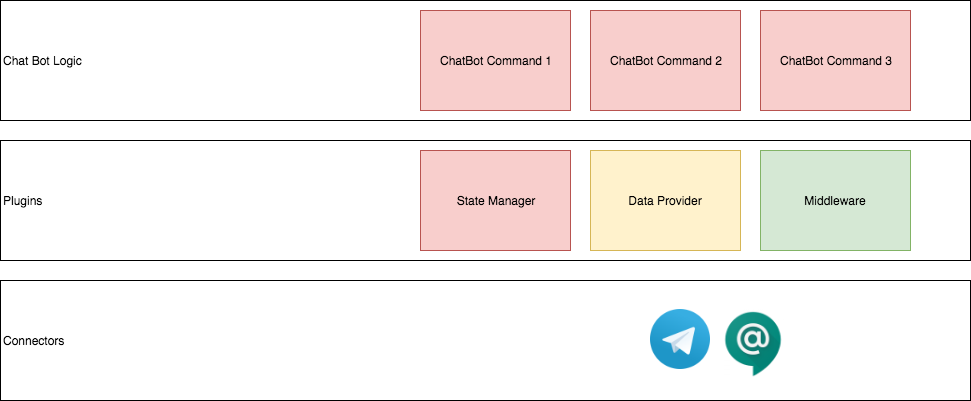 Chat Bot Logic
ChatBot Command 1
ChatBot Command 2
ChatBot Command 3
Plugins
State Manager
Data Provider
Middleware
Connectors
@